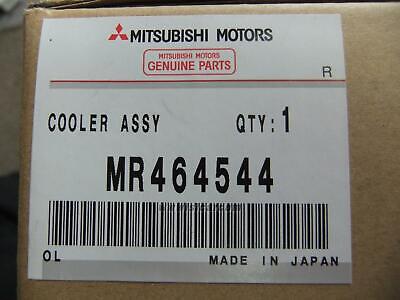 MITSUBISHI MOTORS
MITSUBISHI MOTORS
GENUINE PARTS
R
COOLER ASSY QTY:1
MR464544
OL MADE IN JAPAN